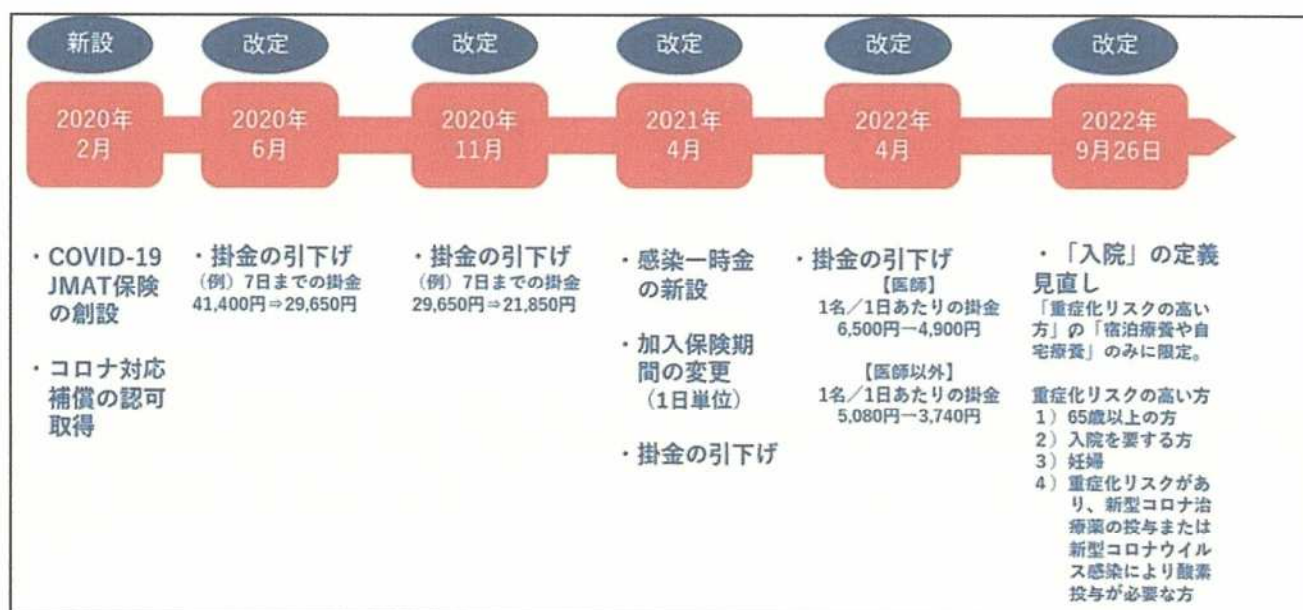 新設
改定
改定
改定
改定
改定
2020年
2月
2020年
6月
2020年
11月
2021年
4月
2022年
4月
2022年
9月26日
・COVID-19
JMAT保険
の創設
・コロナ対応
補償の認可
取得
・掛金の引下げ
（例）7日までの掛金
41,400円⇒29,650円
・掛金の引下げ
（例）7日までの掛金
29,650円⇒21,850円
・感染一時金
の新設
・加入保険期
間の変更
（1日単位）
・掛金の引下げ
・掛金の引下げ
【医師】
1名／1日あたりの掛金
6,500円→4,900円
【医師以外】
1名／1日あたりの掛金
5,080円→3,740円
・「入院」の定義
見直し
「重症化リスクの高い
方」の「宿泊療養や自
宅療養」のみに限定。
重症化リスクの高い方
1）65歳以上の方
2）入院を要する方
3）妊婦
4）重症化リスクがあ
り、新型コロナ治
療薬の投与または
新型コロナウイル
ス感染により酸素
投与が必要な方